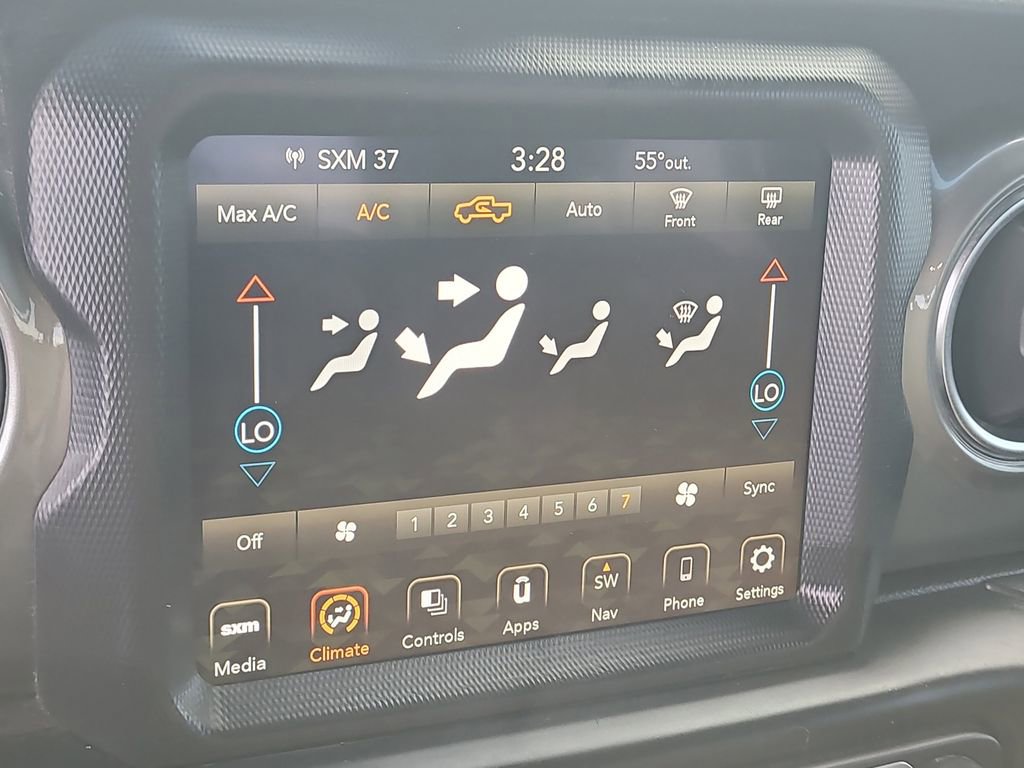 SXM 37 3:28 55°out.
Max A/C A/C Auto Front Rear
LO LO
Off 1 2 3 4 5 6 7 Sync
sxm SW
Media Climate Controls Apps Nav Phone Settings